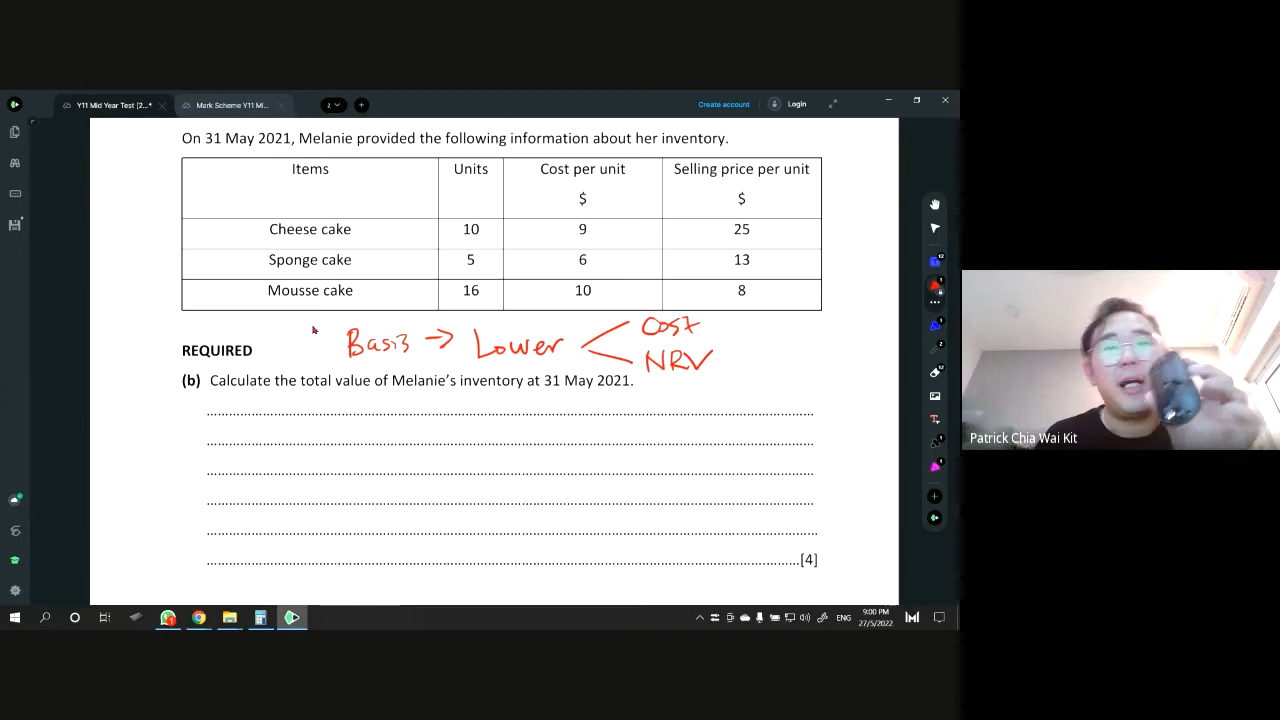 Y11 Mid Year Test [2...*
Mark Scheme Y11 Mi...
2
Create account
Login
On 31 May 2021, Melanie provided the following information about her inventory.
Items Units Cost per unit Selling price per unit
$ $
Cheese cake 10 9 25
Sponge cake 5 6 13
Mousse cake 16 10 8
Basis → Lower < Cost
NRV
REQUIRED
(b) Calculate the total value of Melanie's inventory at 31 May 2021.
[4]
Patrick Chia Wai Kit
ENG
9:00 PM
27/5/2022